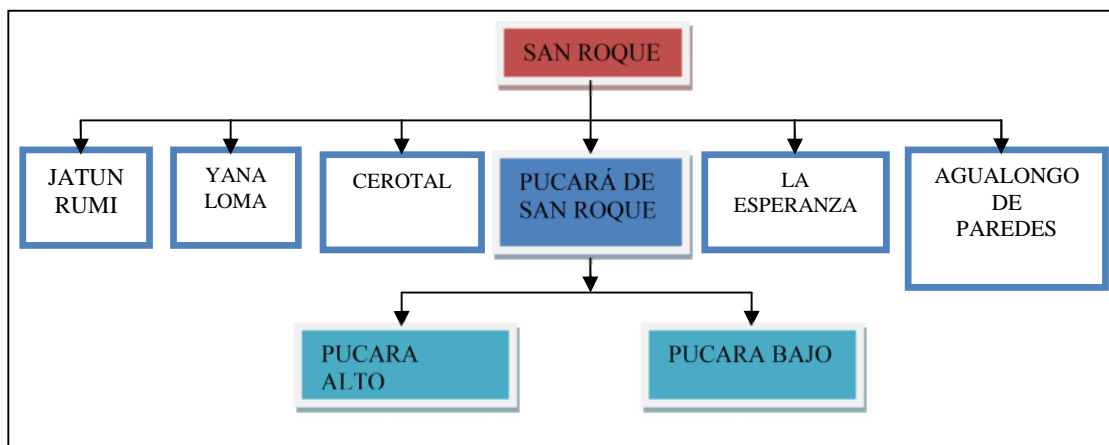 SAN ROQUE
JATUN
RUMI
YANA
LOMA
CEROTAL
PUCARÁ DE
SAN ROQUE
LA
ESPERANZA
AGUALONGO
DE
PAREDES
PUCARA
ALTO
PUCARA BAJO